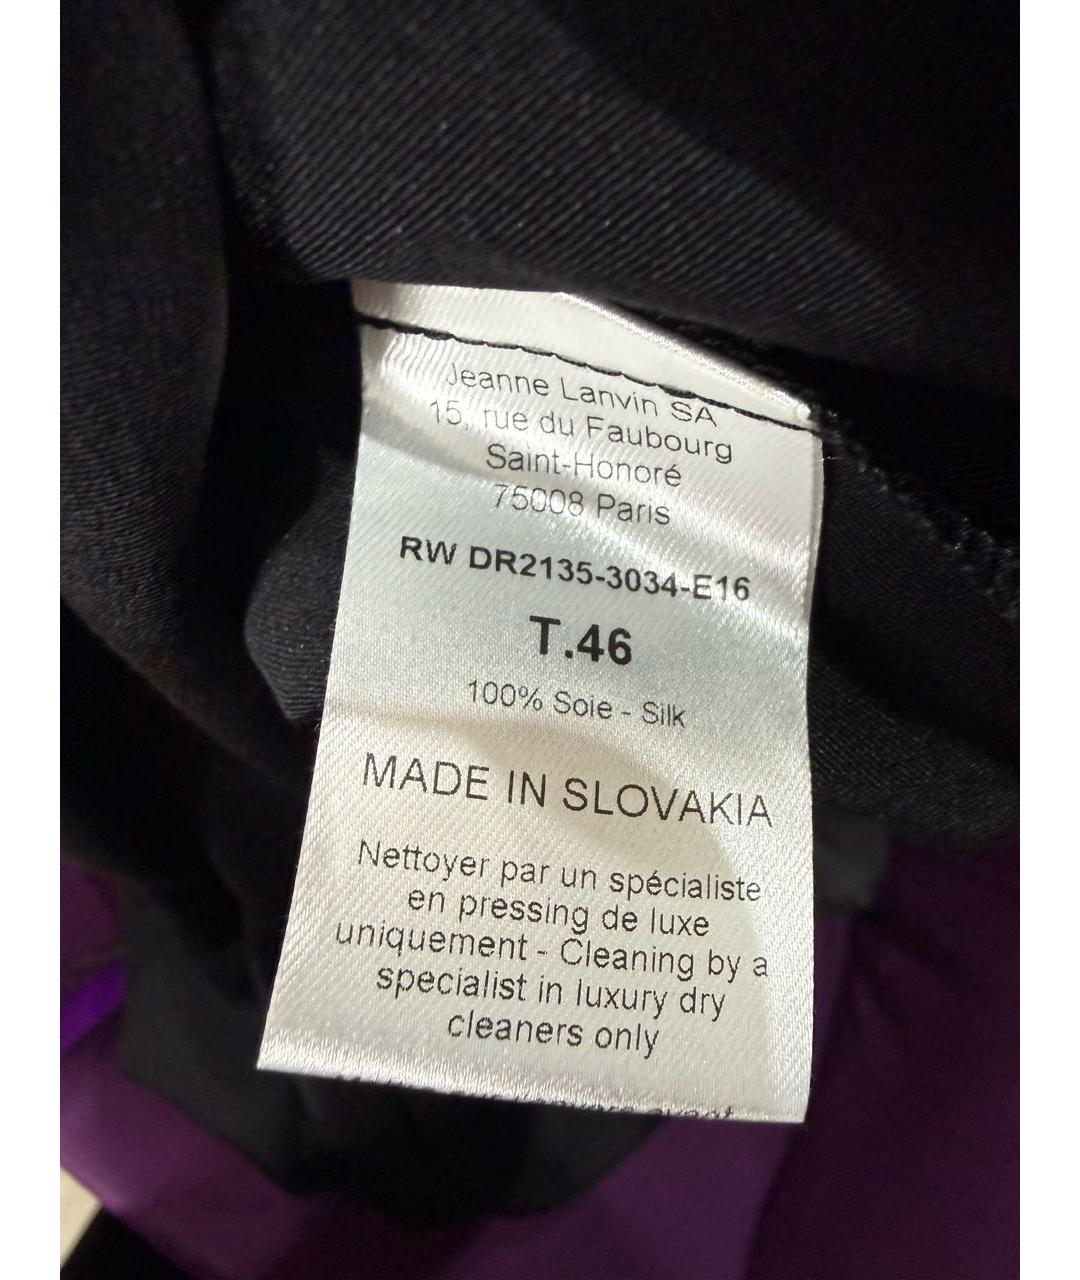 Jeanne Lanvin SA
15, rue du Faubourg
Saint-Honoré
75008 Paris
RW DR2135-3034-E16
T.46
100% Soie - Silk
MADE IN SLOVAKIA
Nettoyer par un spécialiste
en pressing de luxe
uniquement - Cleaning by a
specialist in luxury dry
cleaners only